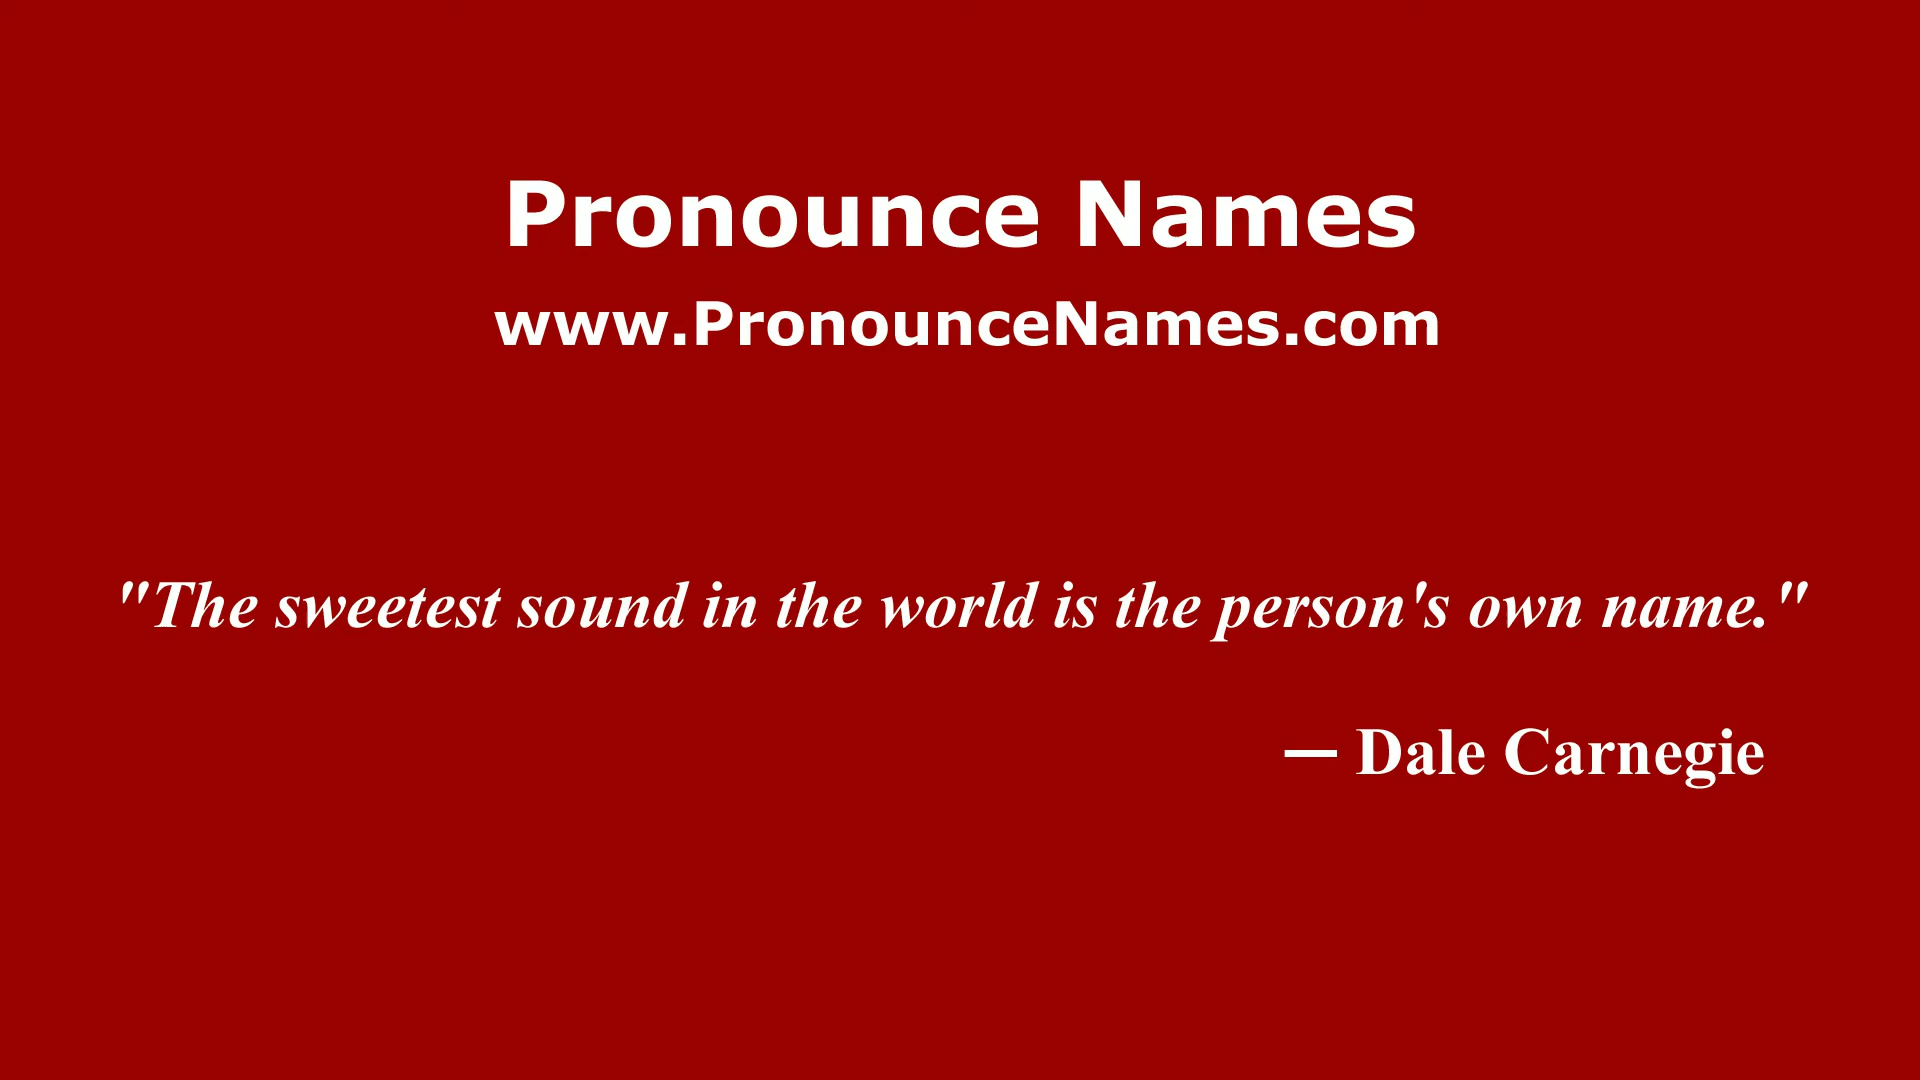 Pronounce Names
www.PronounceNames.com
"The sweetest sound in the world is the person's own name."
— Dale Carnegie